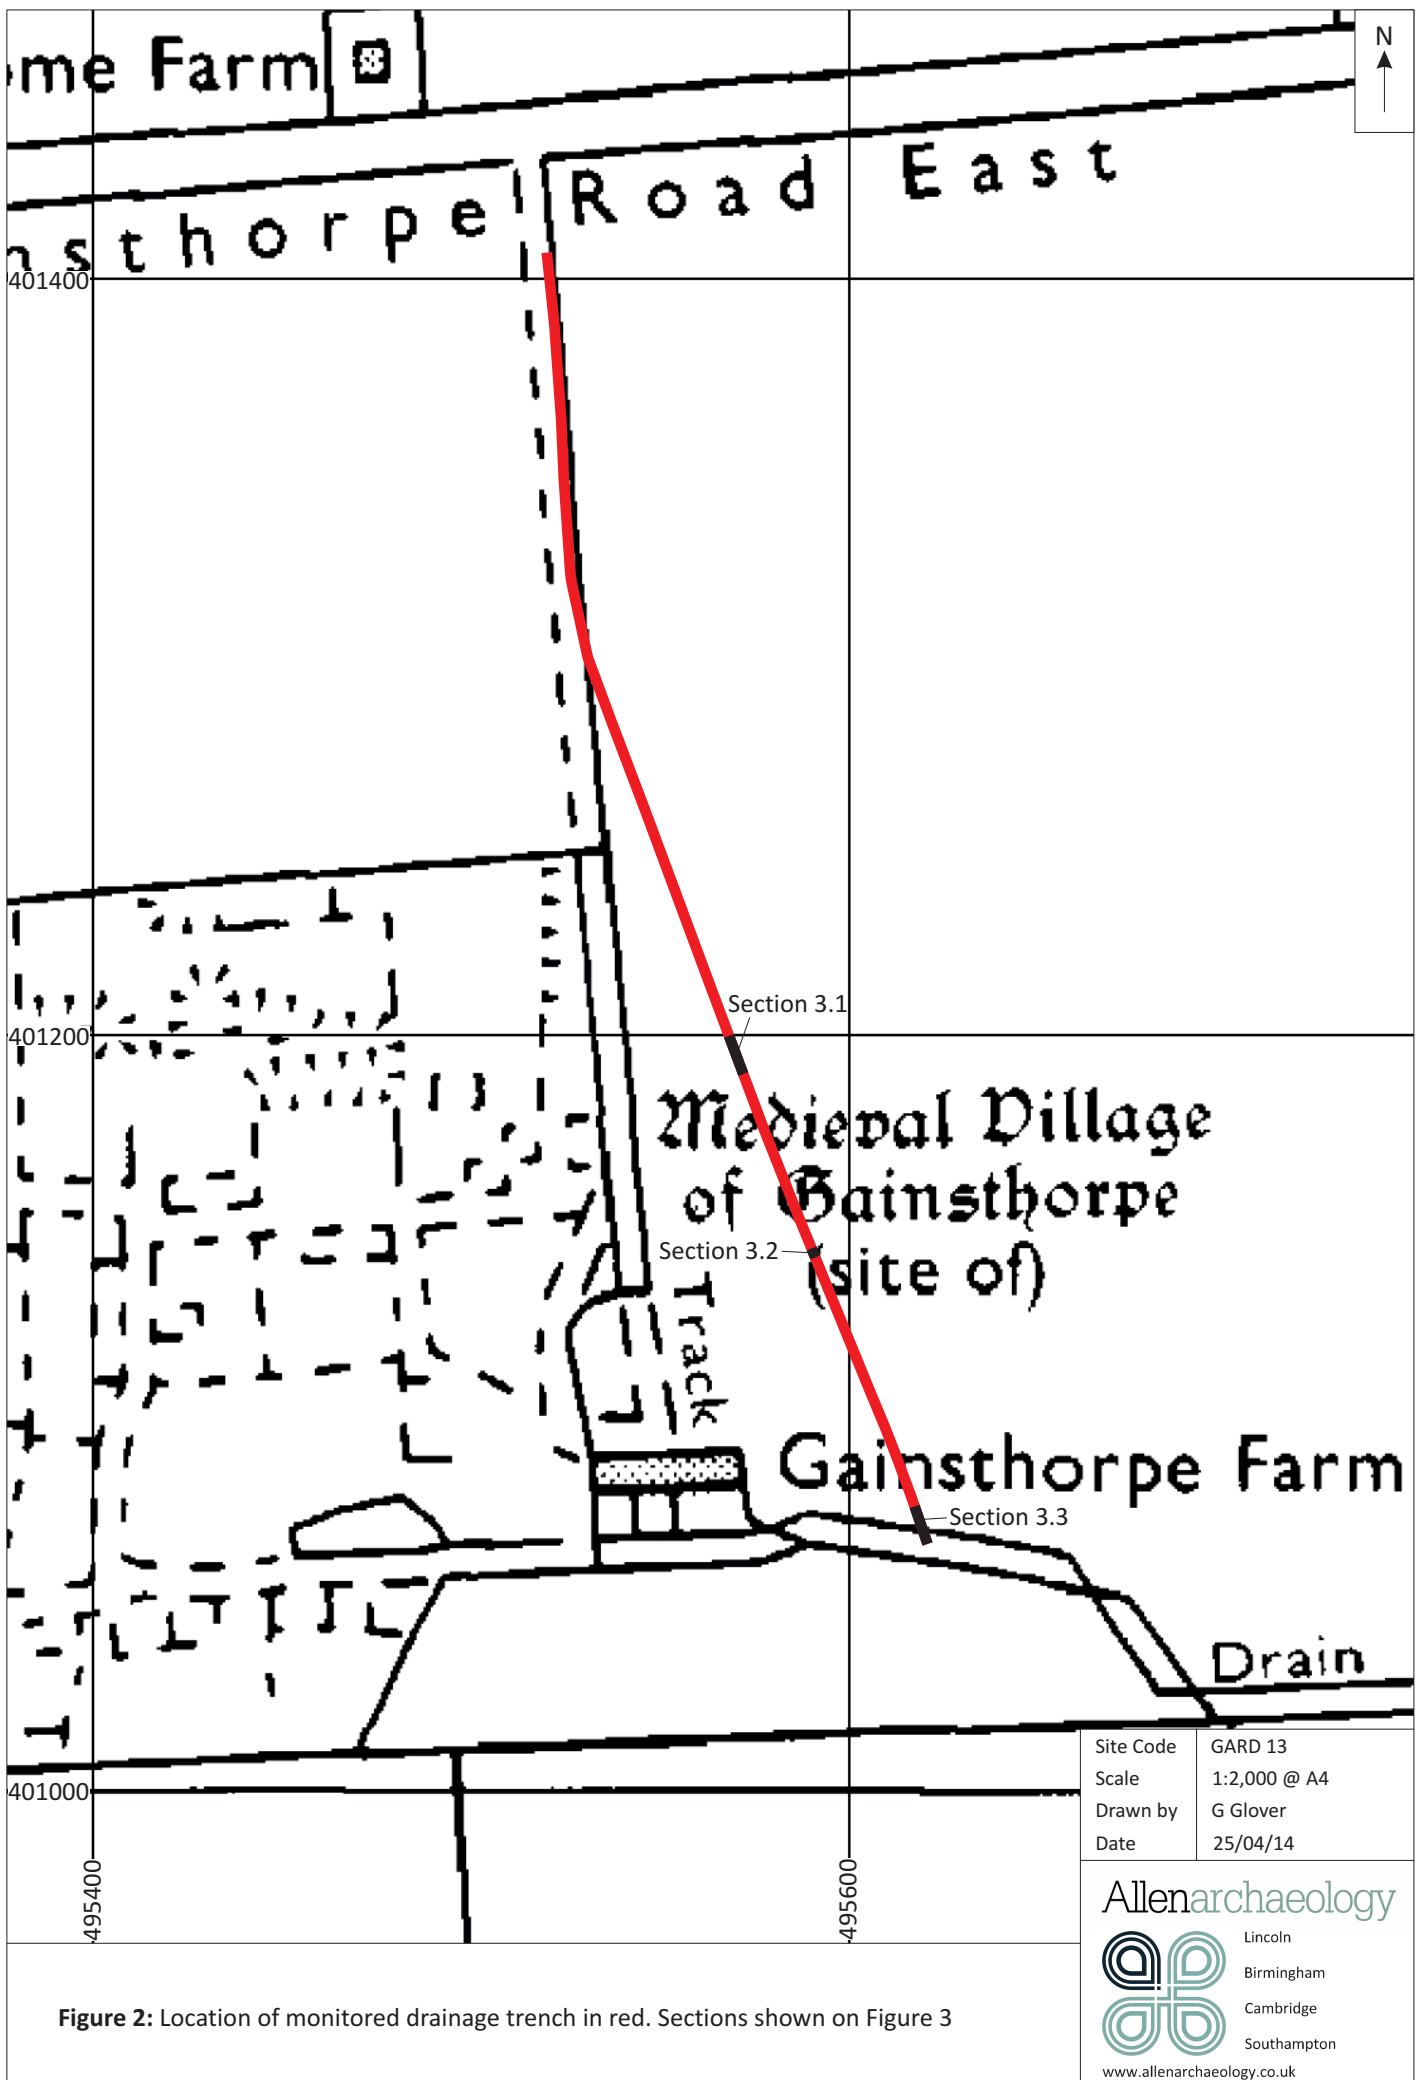 N
ome Farm
nsthorpe Road East
401400
Section 3.1
401200
Medieval Village
of Gainsthorpe
(site of)
Section 3.2
Track
Gainsthorpe Farm
Section 3.3
Drain
401000
495400
495600
Site Code GARD 13
Scale 1:2,000 @ A4
Drawn by G Glover
Date 25/04/14
Allenarchaeology
Lincoln
Birmingham
Cambridge
Southampton
www.allenarchaeology.co.uk
Figure 2: Location of monitored drainage trench in red. Sections shown on Figure 3